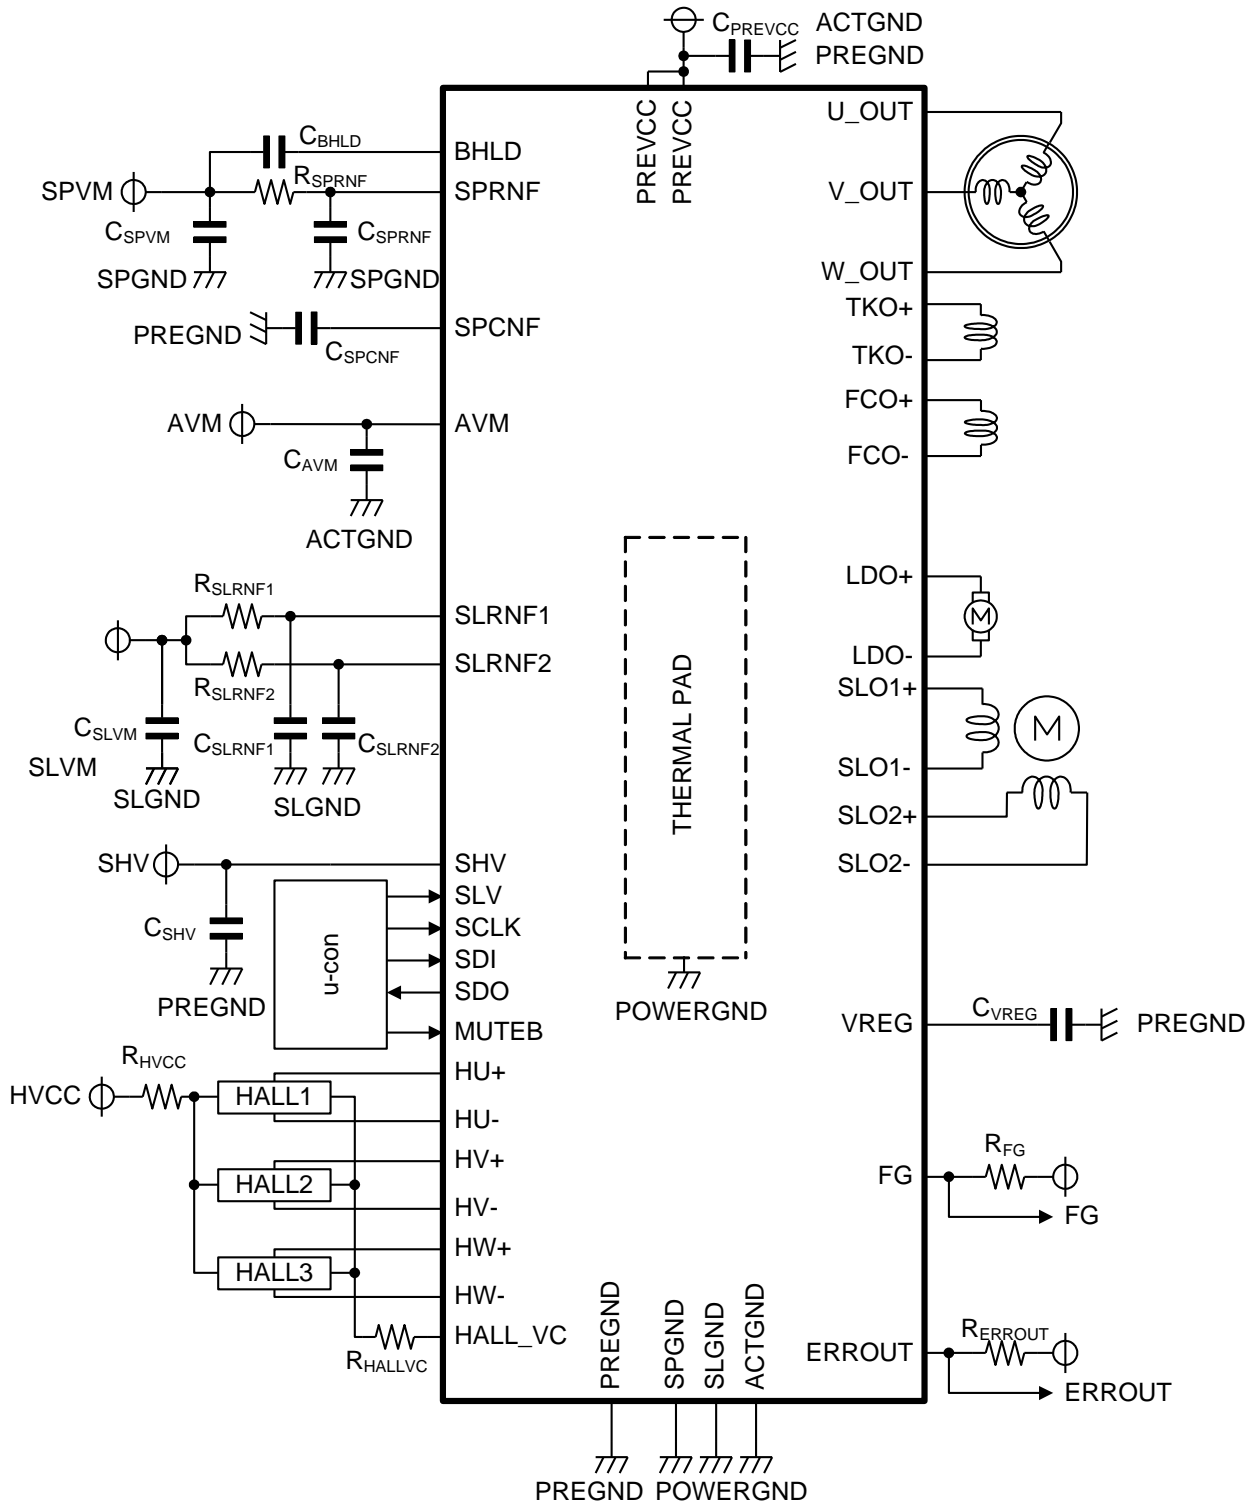 CPREVCC ACTGND
PREGND
PREVCC
PREVCC
CBHLD
BHLD
SPVM
RSPRNF
SPRNF
CSPVM
CSPRNF
SPGND
SPGND
PREGND
CSPCNF
SPCNF
AVM
AVM
CAVM
ACTGND
RSLRNF1
SLRNF1
SLRNF2
RSLRNF2
CSLVM
CSLRNF1
CSLRNF2
SLVM
SLGND
SLGND
SHV
SHV
CSHV
PREGND
u-con
SLV
SCLK
SDI
SDO
MUTEB
RHVCC
HVCC
HALL1
HU+
HU-
HALL2
HV+
HV-
HALL3
HW+
HW-
HALL_VC
RHALLVC
THERMAL PAD
POWERGND
U_OUT
V_OUT
W_OUT
TKO+
TKO-
FCO+
FCO-
LDO+
M
LDO-
SLO1+
M
SLO1-
SLO2+
SLO2-
VREG
CVREG
PREGND
FG
RFG
FG
ERROUT
RERROUT
ERROUT
PREGND
SPGND
SLGND
ACTGND
PREGND POWERGND